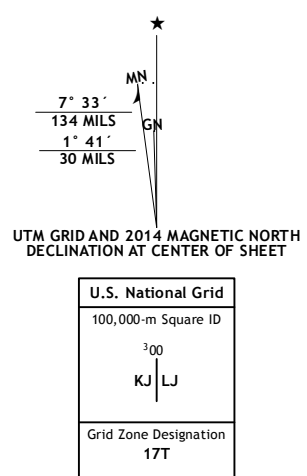 MN
7° 33´
134 MILS
GN
1° 41´
30 MILS
UTM GRID AND 2014 MAGNETIC NORTH
DECLINATION AT CENTER OF SHEET
U.S. National Grid
100,000-m Square ID
³00
KJ LJ
Grid Zone Designation
17T